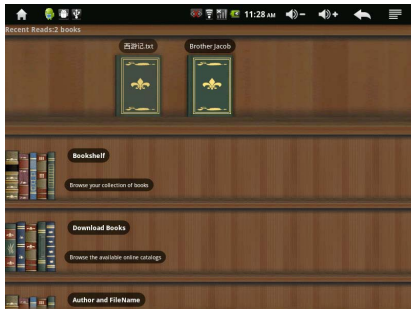 11:28 AM
Recent Reads:2 books
西游记.txt
Brother Jacob
Bookshelf
Browse your collection of books
Download Books
Browse the available online catalogs
Author and FileName